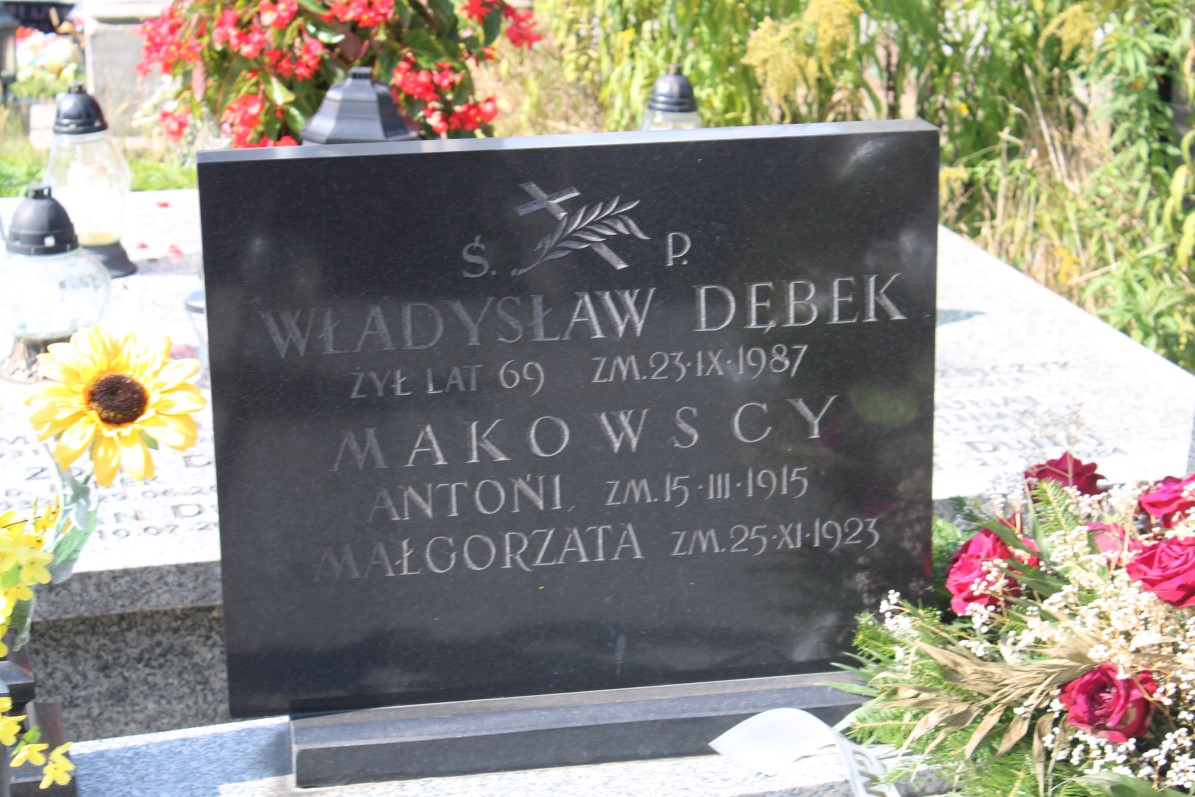 Ś. P.
WŁADYSŁAW DĘBEK
ŻYŁ LAT 69 ZM. 23·IX·1987
MAKOWSCY
ANTOŃI ZM. 15·III·1915
MAŁGORZATA ZM. 25·XI·1923